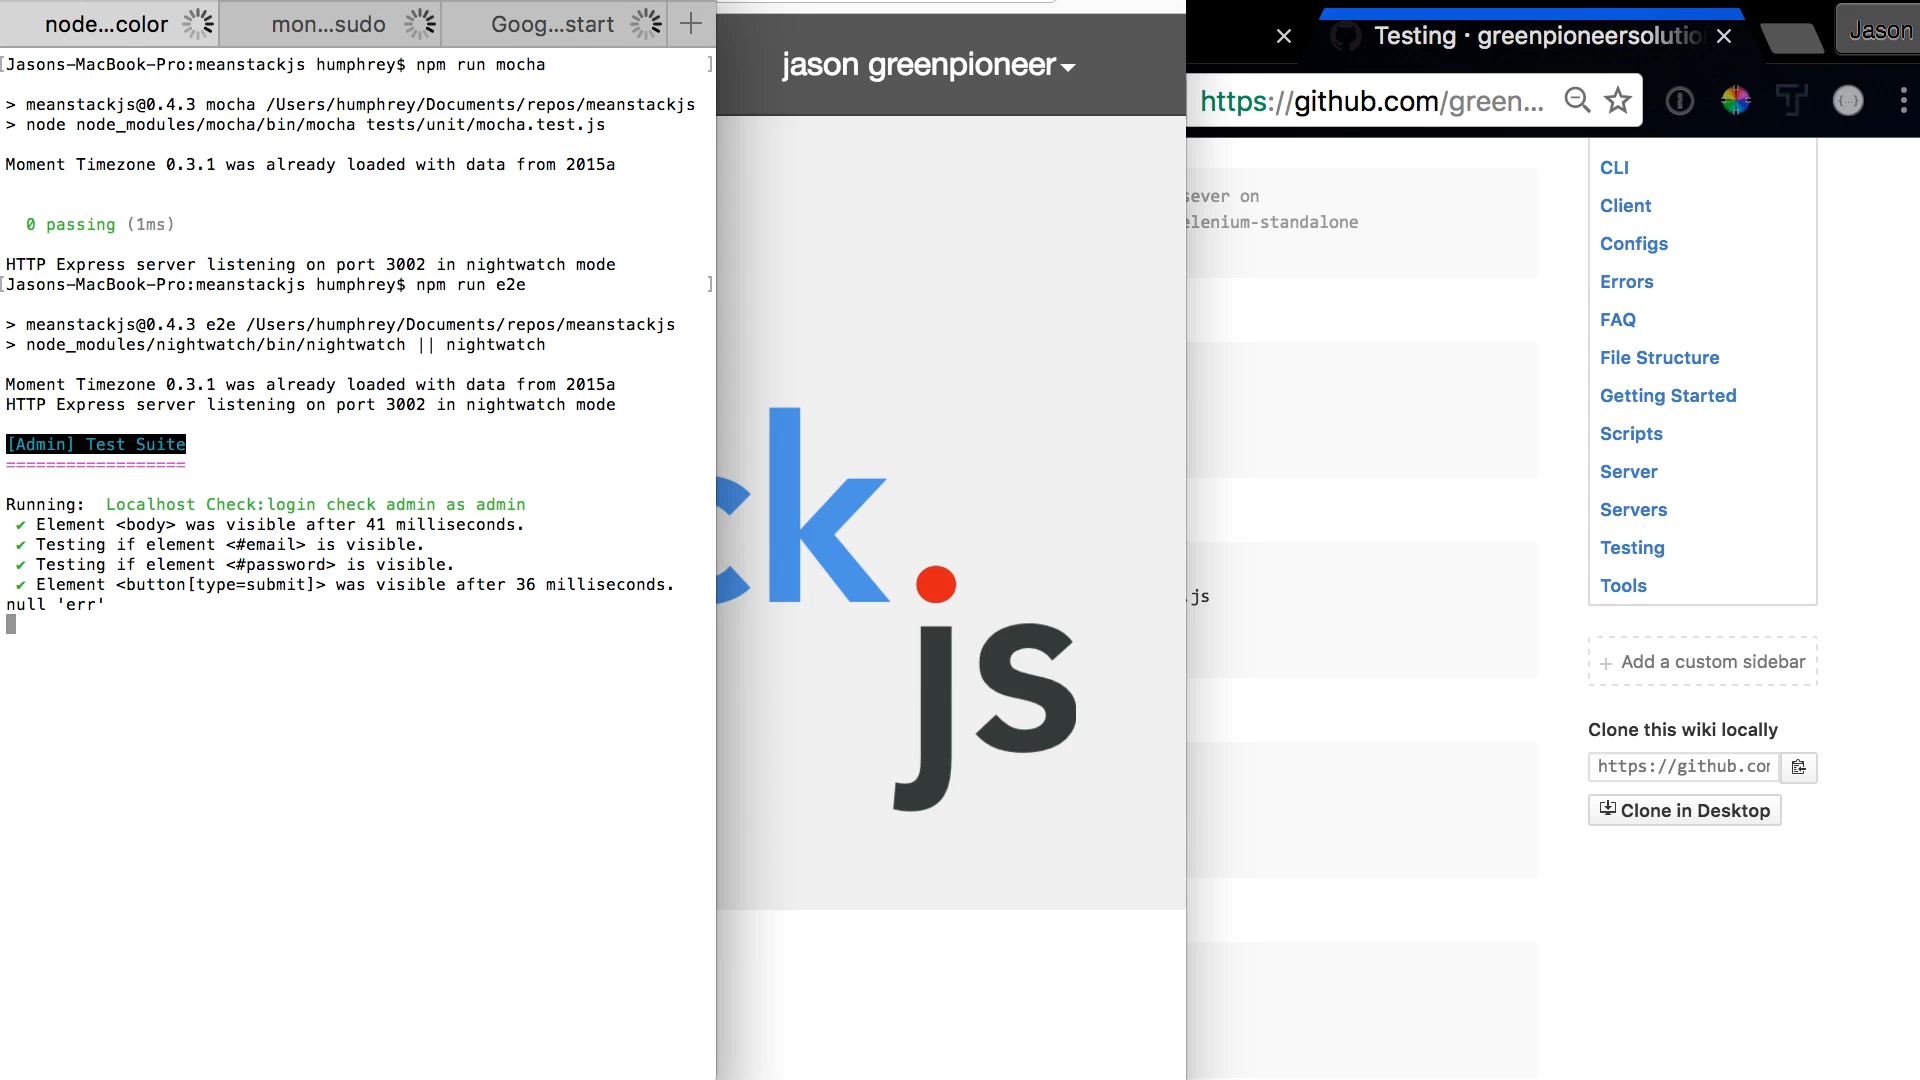 node...color
mon...sudo
Goog...start
Jasons-MacBook-Pro:meanstackjs humphrey$ npm run mocha
> meanstackjs@0.4.3 mocha /Users/humphrey/Documents/repos/meanstackjs
> node node_modules/mocha/bin/mocha tests/unit/mocha.test.js
Moment Timezone 0.3.1 was already loaded with data from 2015a
0 passing (1ms)
HTTP Express server listening on port 3002 in nightwatch mode
Jasons-MacBook-Pro:meanstackjs humphrey$ npm run e2e
> meanstackjs@0.4.3 e2e /Users/humphrey/Documents/repos/meanstackjs
> node_modules/nightwatch/bin/nightwatch || nightwatch
Moment Timezone 0.3.1 was already loaded with data from 2015a
HTTP Express server listening on port 3002 in nightwatch mode
[Admin] Test Suite
==================
Running:  Localhost Check:login check admin as admin
✔ Element <body> was visible after 41 milliseconds.
✔ Testing if element <#email> is visible.
✔ Testing if element <#password> is visible.
✔ Element <button[type=submit]> was visible after 36 milliseconds.
null 'err'
jason greenpioneer
ck.
js
Testing · greenpioneersolutio
Jason
https://github.com/green...
sever on
elenium-standalone
.js
CLI
Client
Configs
Errors
FAQ
File Structure
Getting Started
Scripts
Server
Servers
Testing
Tools
+ Add a custom sidebar
Clone this wiki locally
https://github.cor
Clone in Desktop